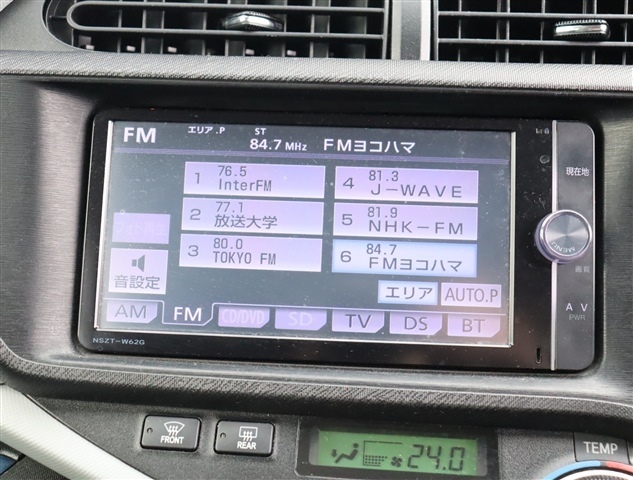 FM エリア.P ST 84.7 MHz FMヨコハマ
1 76.5 InterFM
4 81.3 J-WAVE
2 77.1 放送大学
5 81.9 NHK-FM
3 80.0 TOKYO FM
6 84.7 FMヨコハマ
音設定
エリア AUTO.P
AM FM CD/DVD SD TV DS BT
NSZT-W62G
現在地
MENU
画面
AV
PWR
FRONT
REAR
24.0
TEMP